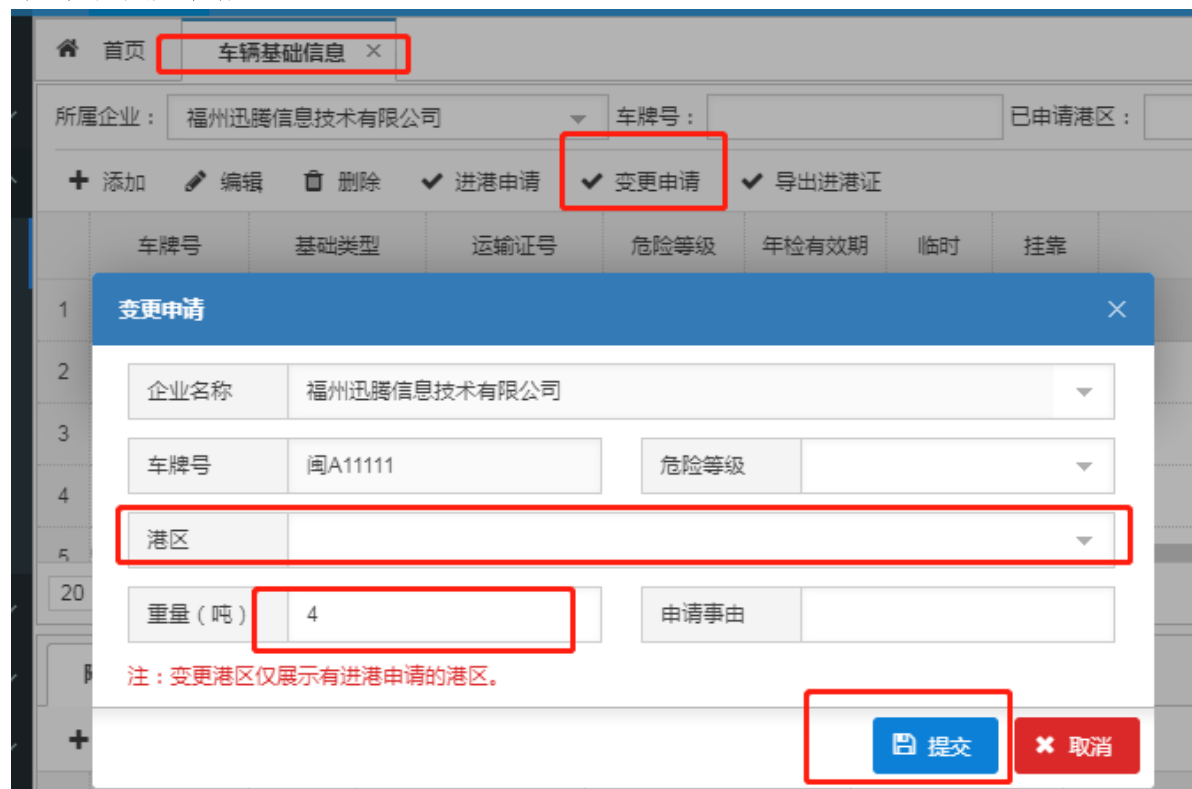 首页 车辆基础信息 ×
所属企业： 福州迅腾信息技术有限公司 车牌号： 已申请港区：
添加 编辑 删除 进港申请 变更申请 导出进港证
车牌号 基础类型 运输证号 危险等级 年检有效期 临时 挂靠
1 变更申请
2 企业名称 福州迅腾信息技术有限公司
3
车牌号 闽A11111 危险等级
4
港区
5
20
重量（吨） 4 申请事由
注：变更港区仅展示有进港申请的港区。
提交 取消